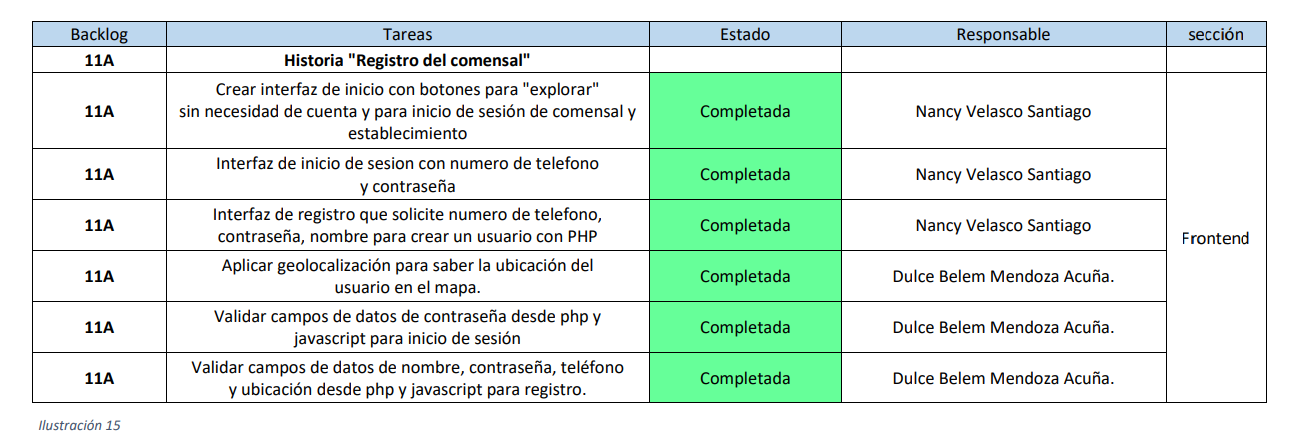 Backlog Tareas Estado Responsable sección
11A Historia "Registro del comensal"
Crear interfaz de inicio con botones para "explorar"
11A sin necesidad de cuenta y para inicio de sesión de comensal y Completada Nancy Velasco Santiago
establecimiento
Interfaz de inicio de sesion con numero de telefono
11A y contraseña Completada Nancy Velasco Santiago
Interfaz de registro que solicite numero de telefono,
11A contraseña, nombre para crear un usuario con PHP Completada Nancy Velasco Santiago
Frontend
Aplicar geolocalización para saber la ubicación del
11A usuario en el mapa. Completada Dulce Belem Mendoza Acuña.
Validar campos de datos de contraseña desde php y
11A javascript para inicio de sesión Completada Dulce Belem Mendoza Acuña.
Validar campos de datos de nombre, contraseña, teléfono
11A y ubicación desde php y javascript para registro. Completada Dulce Belem Mendoza Acuña.
Ilustración 15